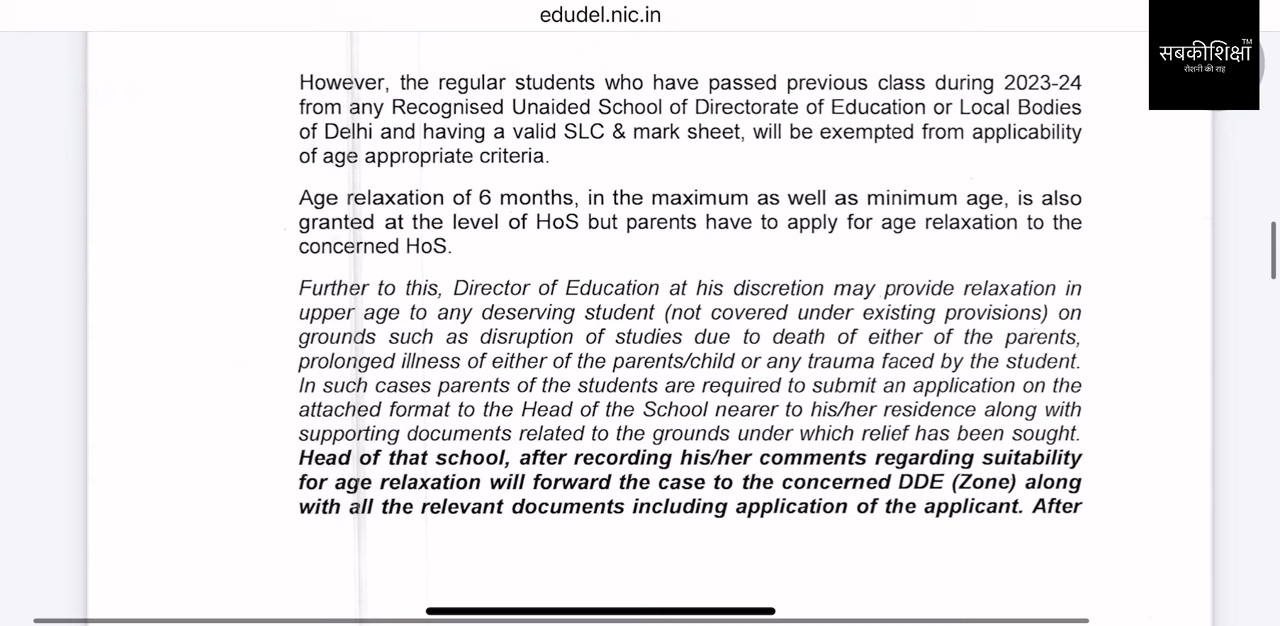 edudel.nic.in
सबकीशिक्षा™
रौशनी की राह
However, the regular students who have passed previous class during 2023-24
from any Recognised Unaided School of Directorate of Education or Local Bodies
of Delhi and having a valid SLC & mark sheet, will be exempted from applicability
of age appropriate criteria.
Age relaxation of 6 months, in the maximum as well as minimum age, is also
granted at the level of HoS but parents have to apply for age relaxation to the
concerned HoS.
Further to this, Director of Education at his discretion may provide relaxation in
upper age to any deserving student (not covered under existing provisions) on
grounds such as disruption of studies due to death of either of the parents,
prolonged illness of either of the parents/child or any trauma faced by the student.
In such cases parents of the students are required to submit an application on the
attached format to the Head of the School nearer to his/her residence along with
supporting documents related to the grounds under which relief has been sought.
Head of that school, after recording his/her comments regarding suitability
for age relaxation will forward the case to the concerned DDE (Zone) along
with all the relevant documents including application of the applicant. After